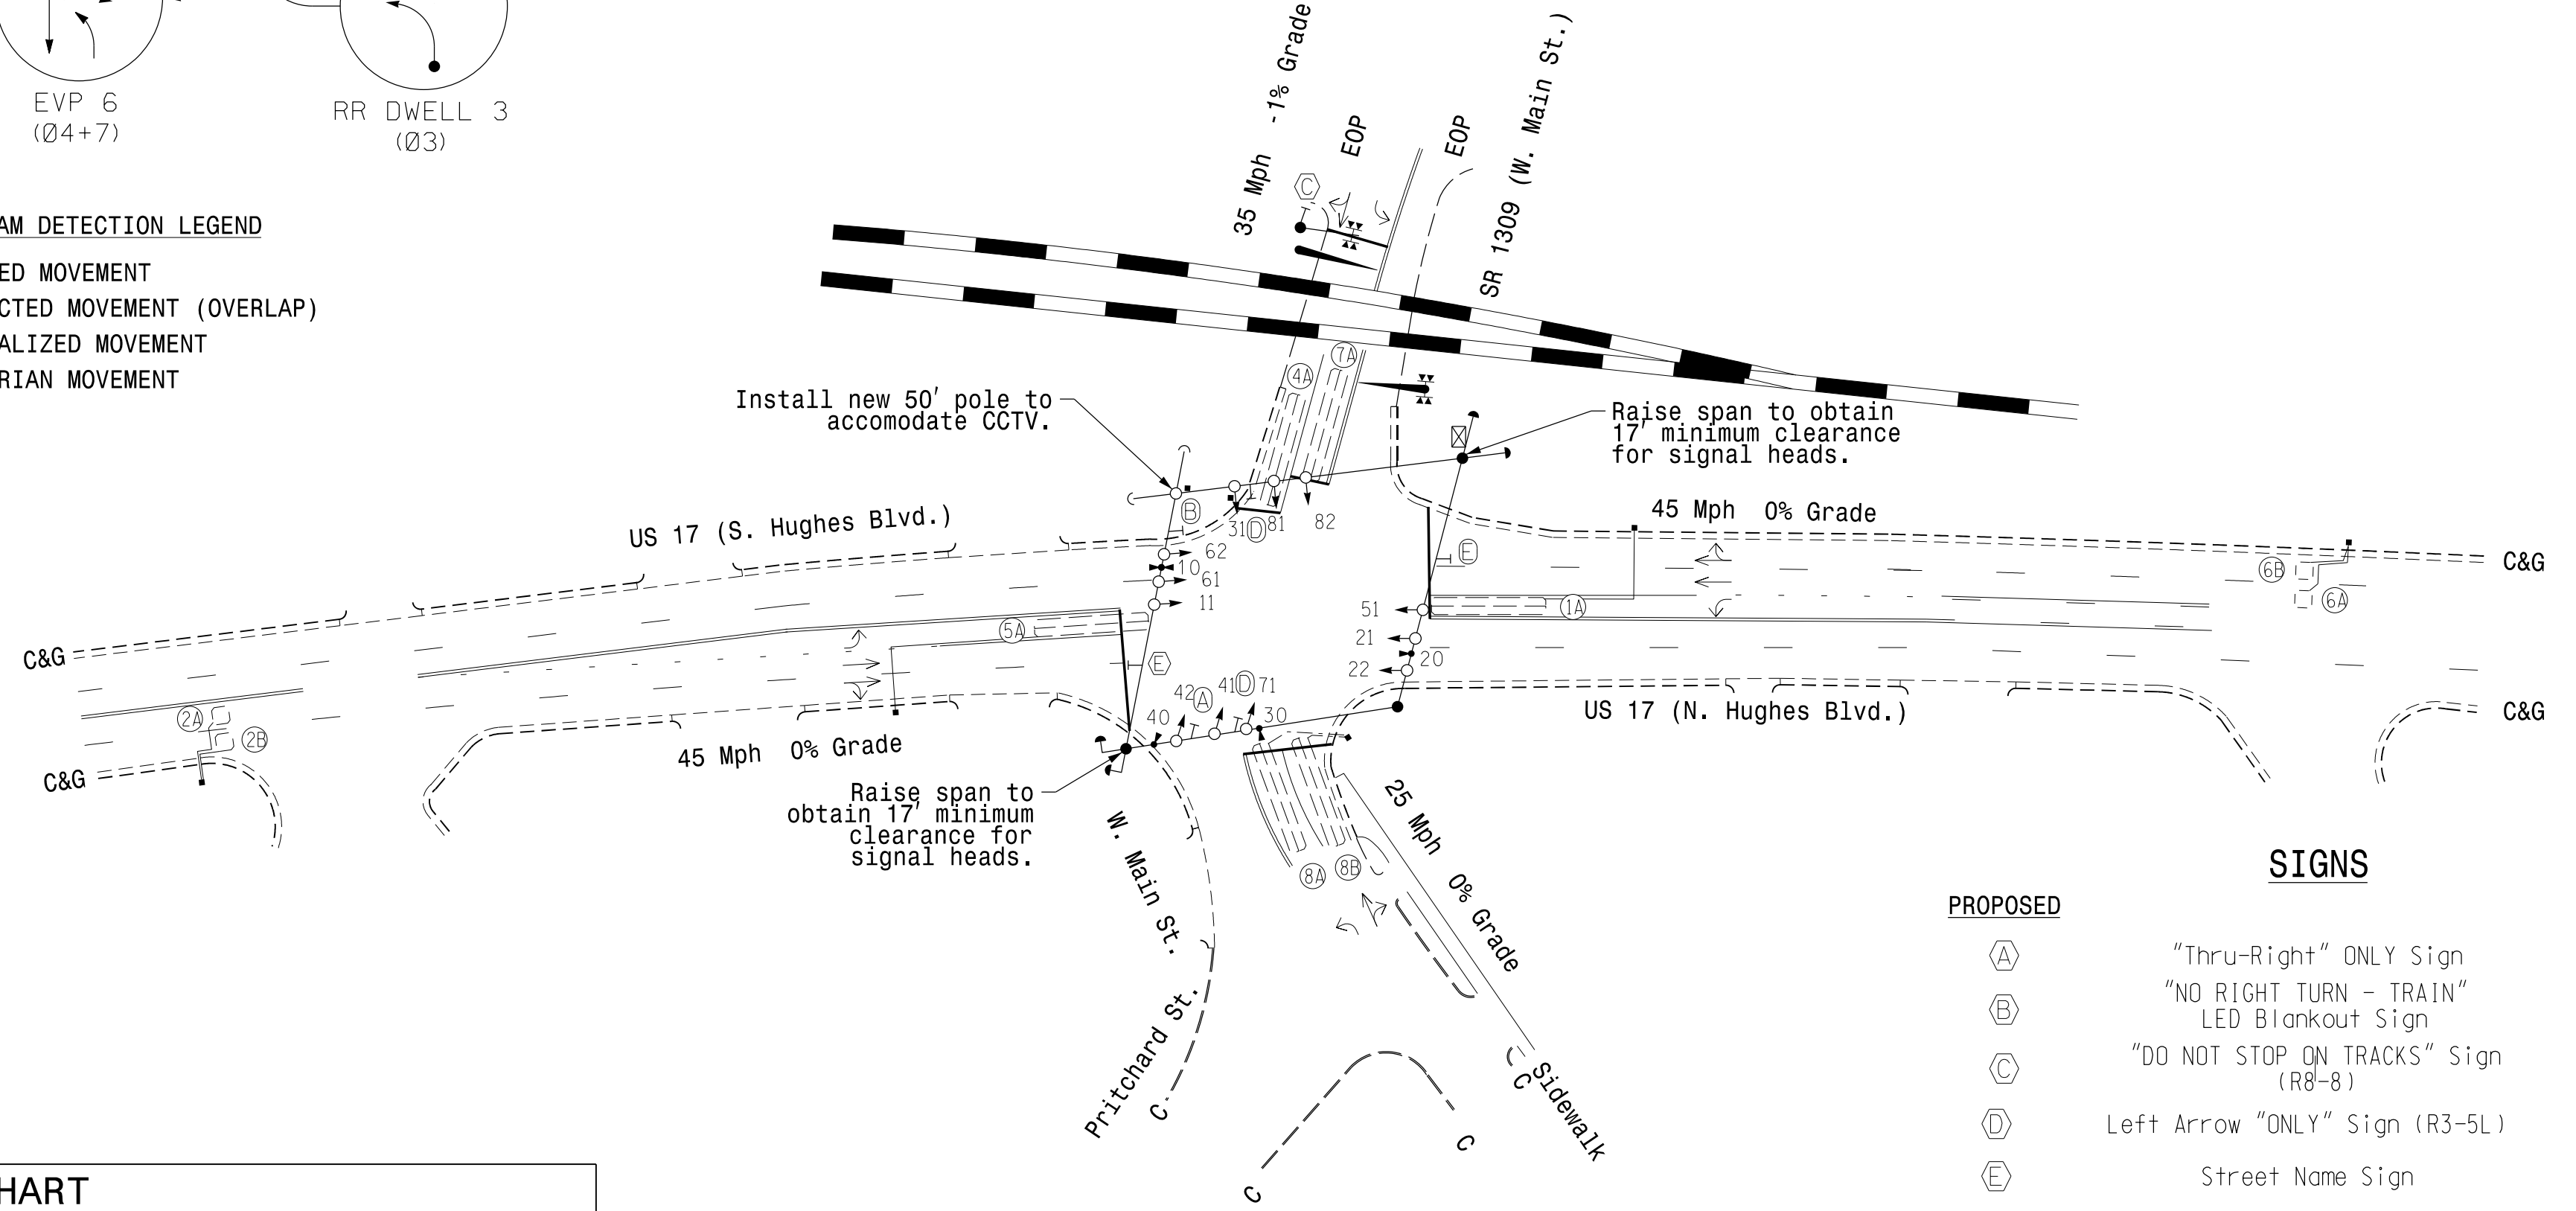 EVP 6
(Ø4+7)
RR DWELL 3
(Ø3)
AM DETECTION LEGEND
ED MOVEMENT
CTED MOVEMENT (OVERLAP)
ALIZED MOVEMENT
RIAN MOVEMENT
35 Mph -1% Grade
EOP
EOP
SR 1309 (W. Main St.)
C
7A
4A
Install new 50' pole to
accomodate CCTV.
Raise span to obtain
17' minimum clearance
for signal heads.
US 17 (S. Hughes Blvd.)
45 Mph 0% Grade
B
31
D
81
82
62
10
61
11
E
C&G
6B
6A
51
1A
21
20
22
5A
E
C&G
2A
2B
C&G
42
A
41
D
71
40
30
US 17 (N. Hughes Blvd.)
C&G
45 Mph 0% Grade
Raise span to
obtain 17' minimum
clearance for
signal heads.
W. Main St.
25 Mph 0% Grade
8A
8B
Pritchard St.
C
C
C
C
Sidewalk
SIGNS
PROPOSED
A
"Thru-Right" ONLY Sign
B
"NO RIGHT TURN - TRAIN"
LED Blankout Sign
C
"DO NOT STOP ON TRACKS" Sign
(R8-8)
D
Left Arrow "ONLY" Sign (R3-5L)
E
Street Name Sign
HART